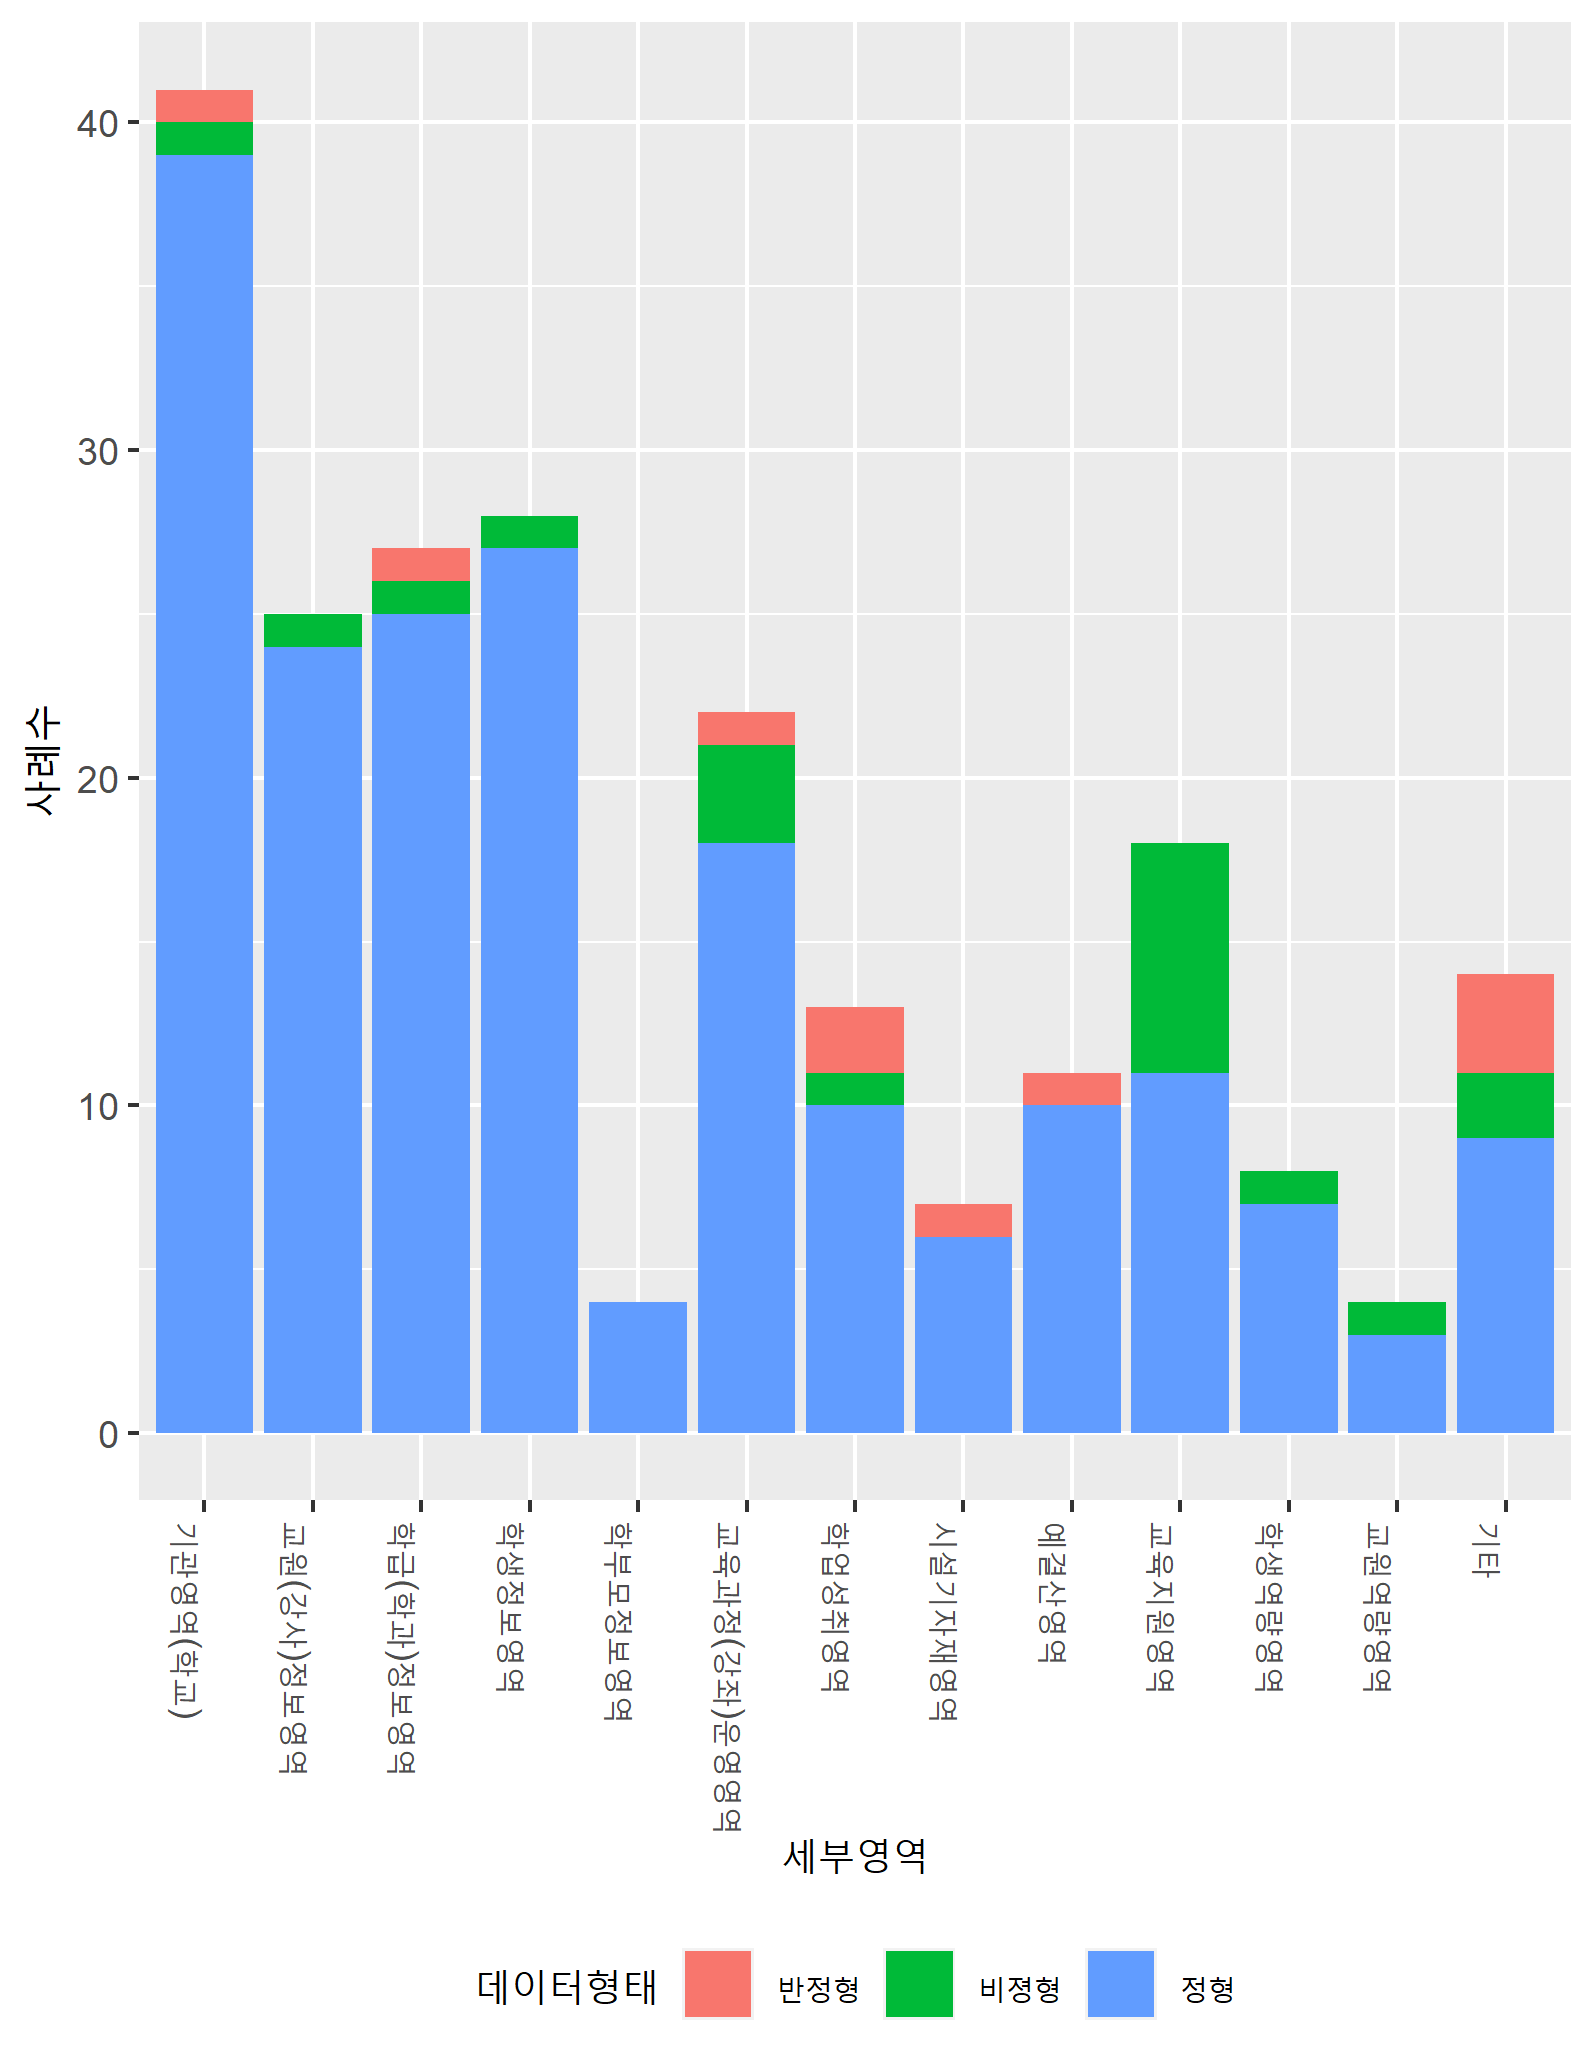 사례수
40
30
20
10
0
기관영역(학교)
교원(강사)정보영역
학급(학과)정보영역
학생정보영역
학부모정보영역
교육과정(강좌)운영영역
학업성취영역
시설기자재영역
예결산영역
교육지원영역
학생역량영역
교원역량영역
기타
세부영역
데이터형태 반정형 비졍형 정형